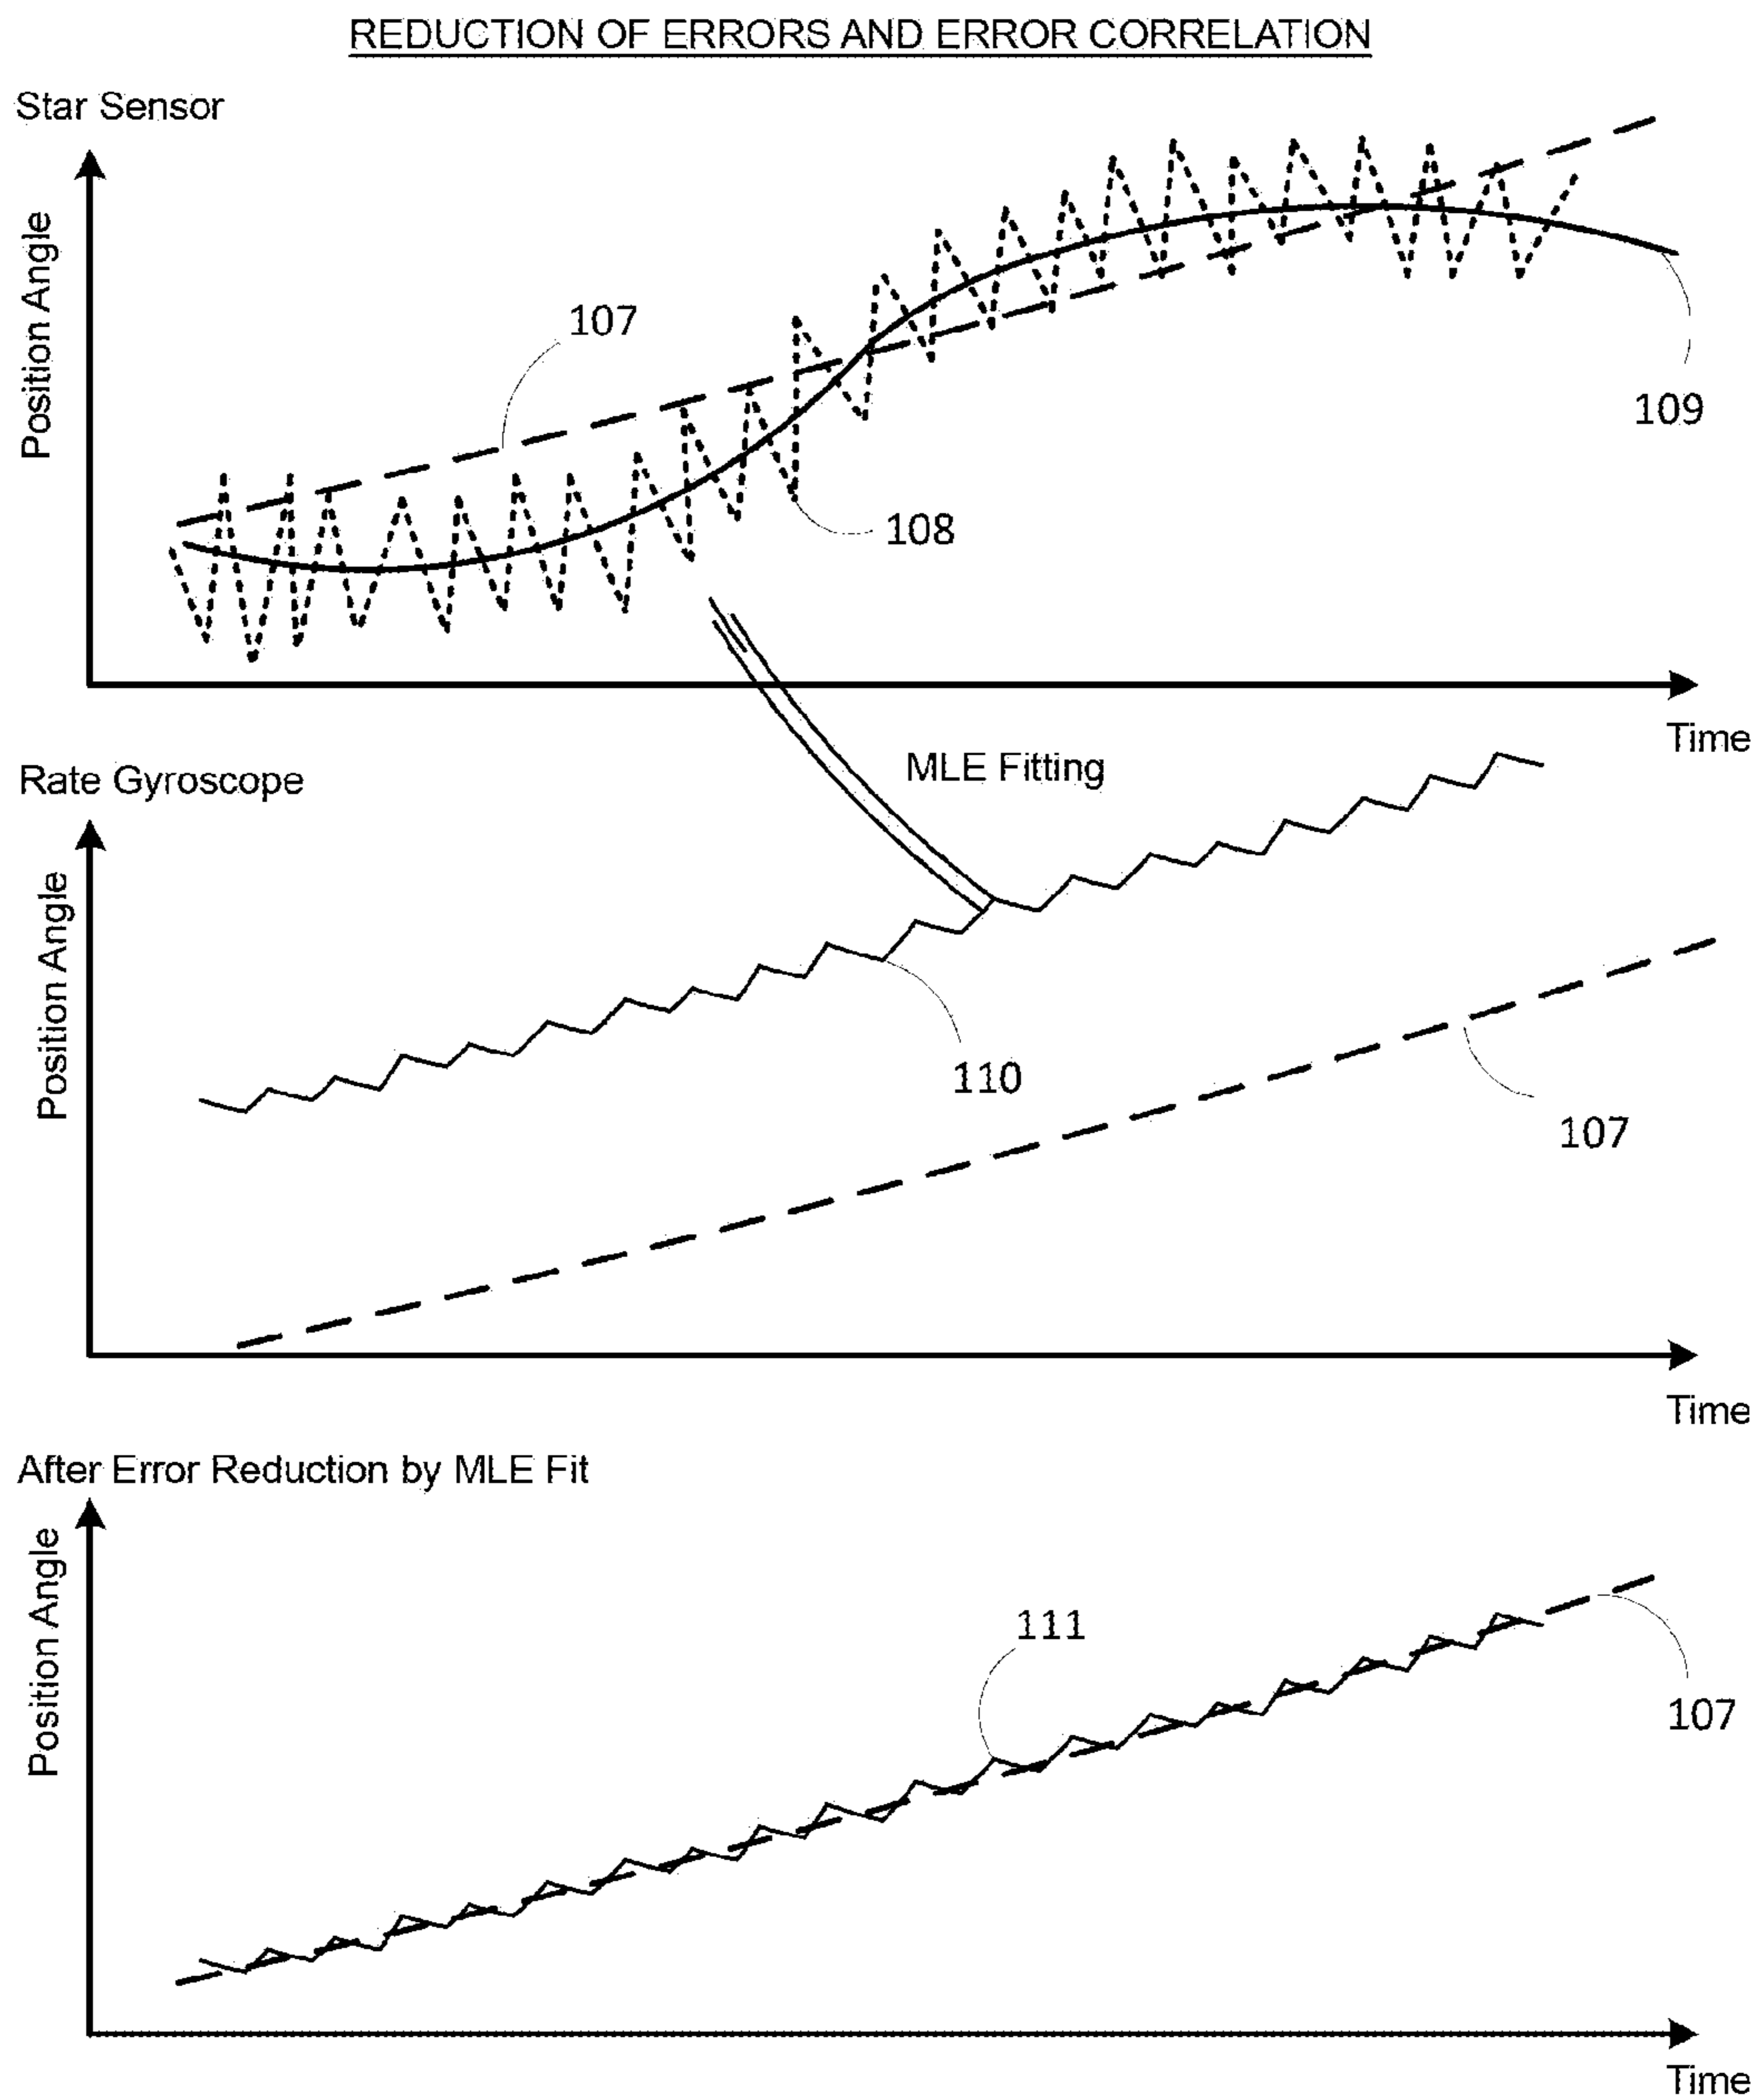 REDUCTION OF ERRORS AND ERROR CORRELATION
Star Sensor
Position Angle
107
108
109
Time
Rate Gyroscope
MLE Fitting
Position Angle
110
107
Time
After Error Reduction by MLE Fit
Position Angle
111
107
Time